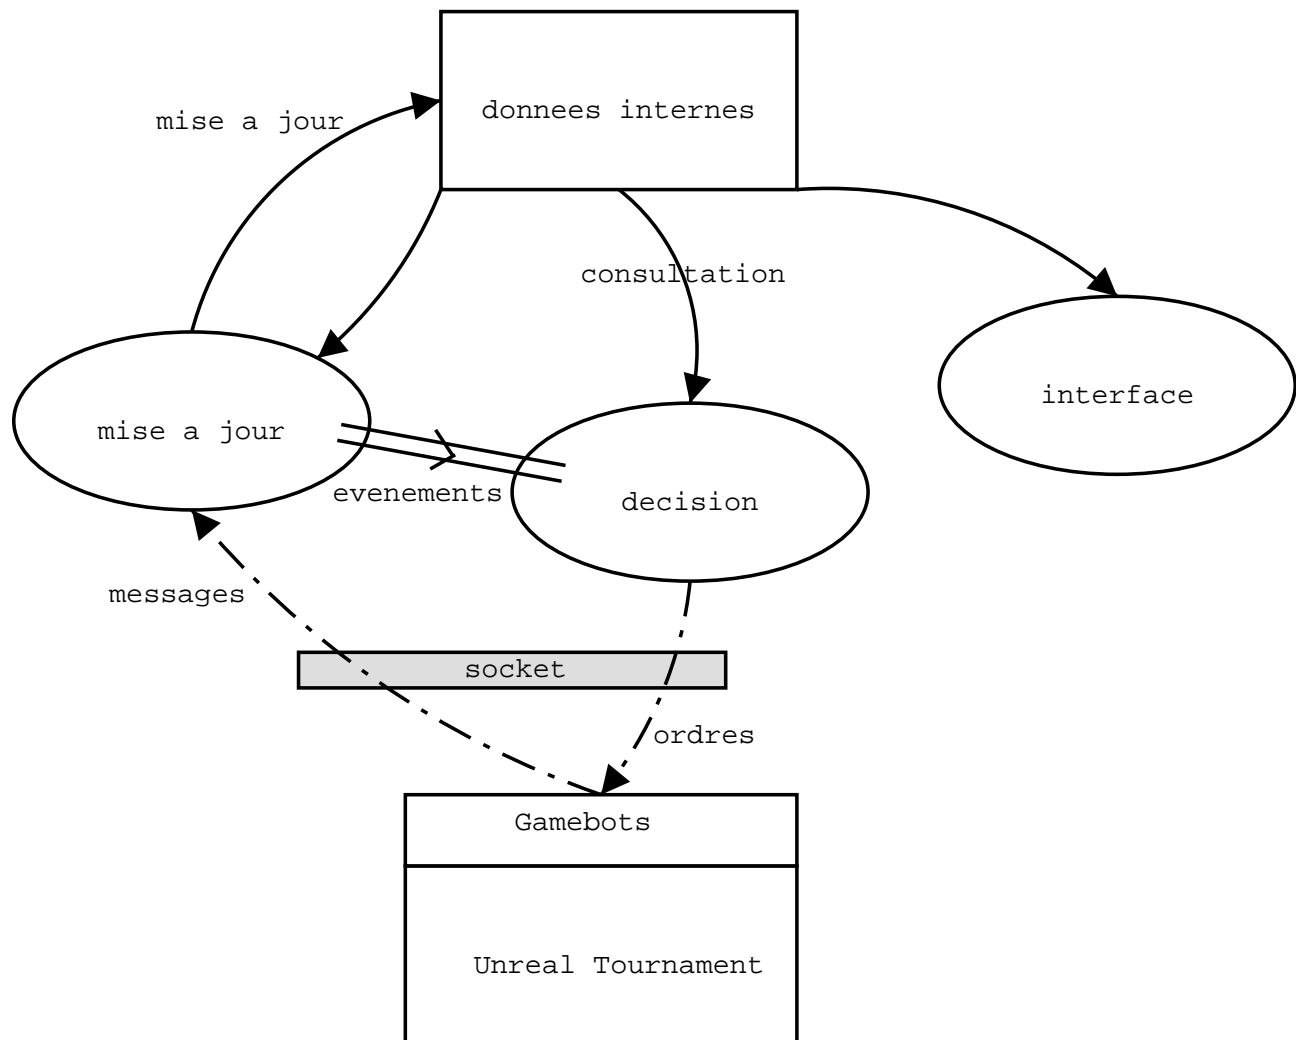 donnees internes
mise a jour
consultation
interface
mise a jour
evenements
decision
messages
socket
ordres
Gamebots
Unreal Tournament